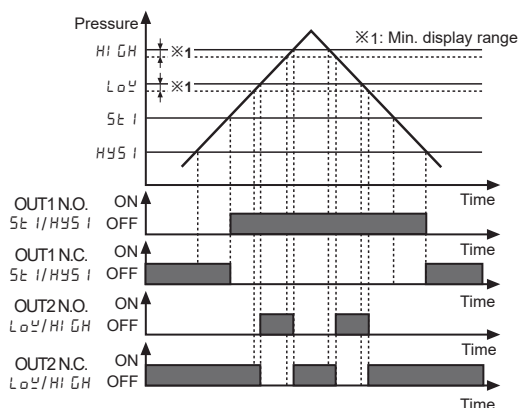 Pressure
※1: Min. display range
HIGH
※1
LoW
※1
St1
HYS1
Time
OUT1 N.O.
St1/HYS1
ON
OFF
Time
OUT1 N.C.
St1/HYS1
ON
OFF
Time
OUT2 N.O.
LoW/HIGH
ON
OFF
Time
OUT2 N.C.
LoW/HIGH
ON
OFF
Time